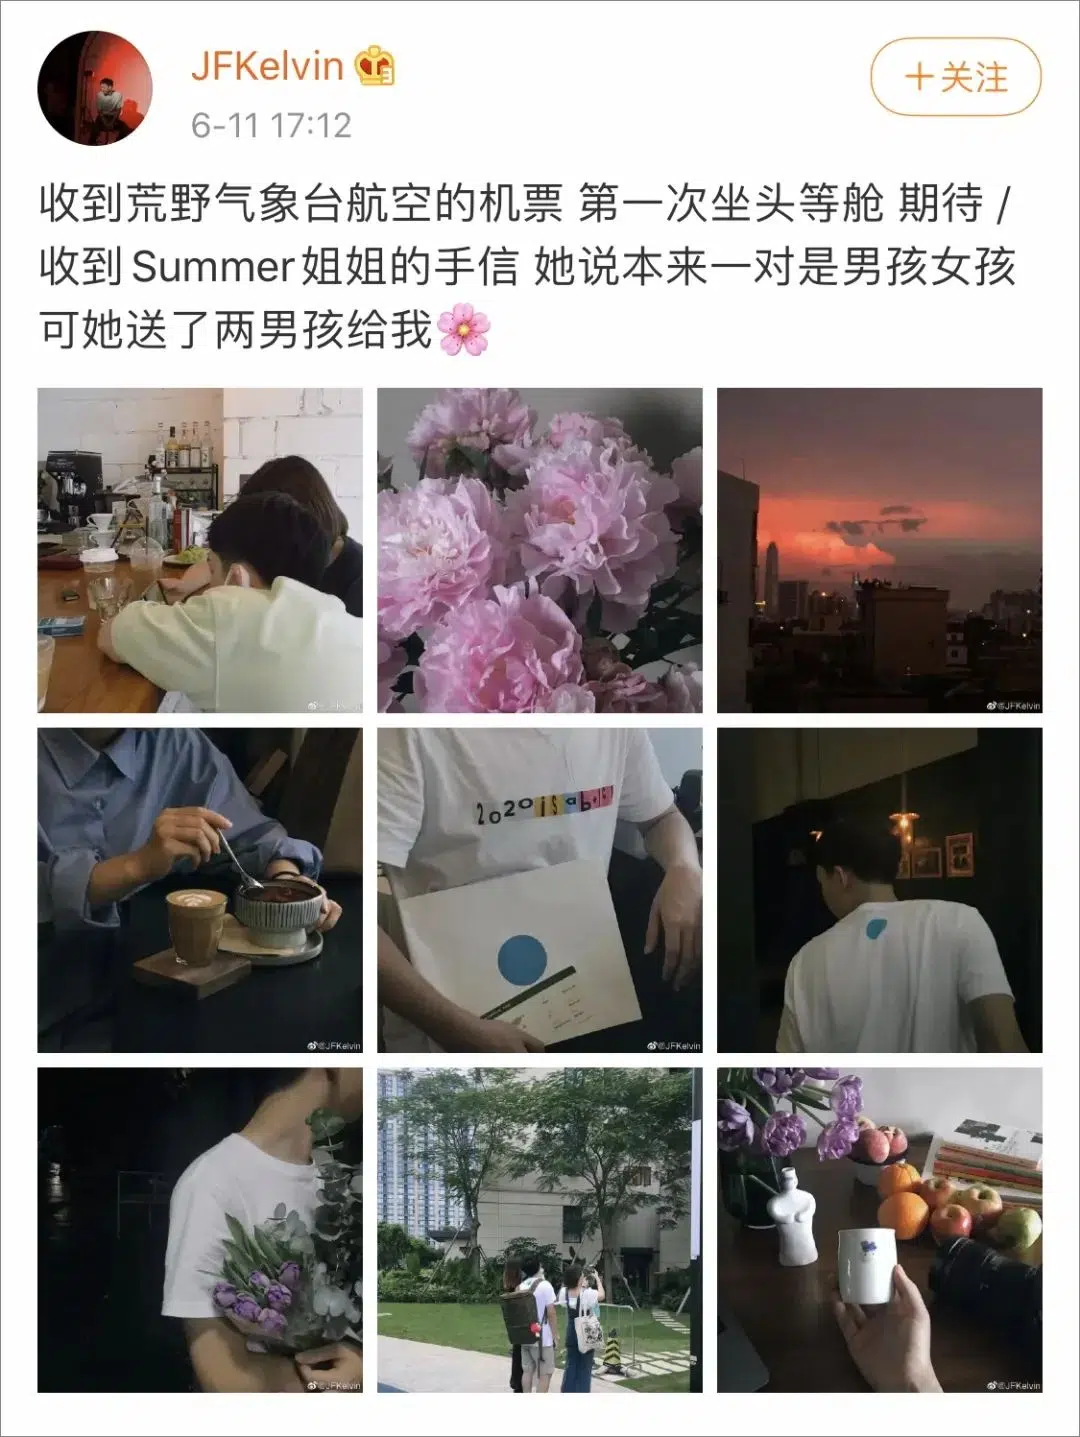 JFKelvin
6-11 17:12
+关注
收到荒野气象台航空的机票 第一次坐头等舱 期待 /
收到Summer姐姐的手信 她说本来一对是男孩女孩
可她送了两男孩给我🌸
@JFKelvin
2020 is a
@JFKelvin
@JFKelvin
@JFKelvin
@JFKelvin
@JFKelvin